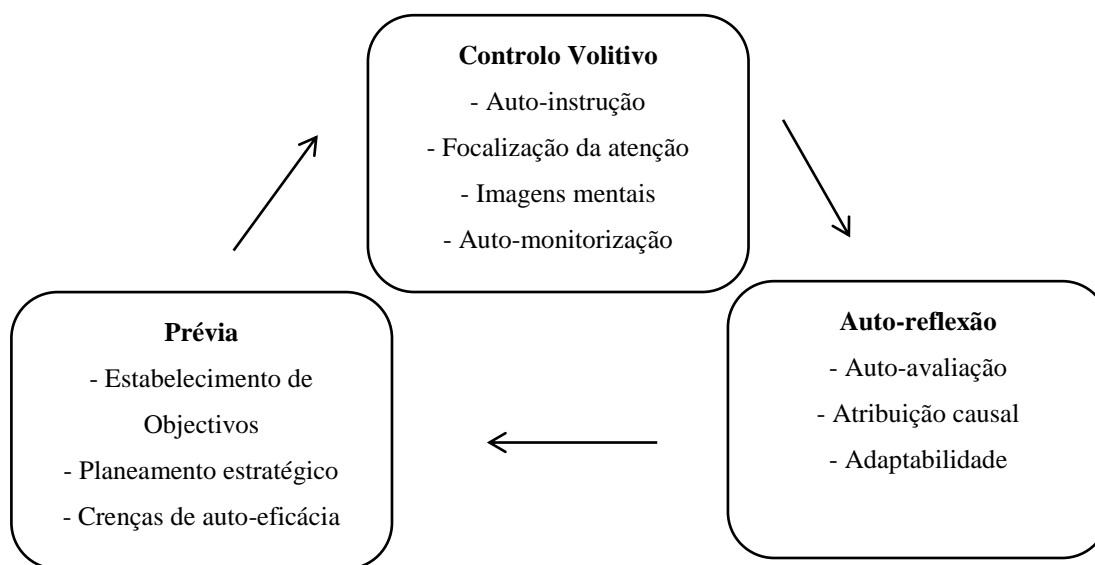 Controlo Volitivo
- Auto-instrução
- Focalização da atenção
- Imagens mentais
- Auto-monitorização
Prévia
- Estabelecimento de
Objectivos
- Planeamento estratégico
- Crenças de auto-eficácia
Auto-reflexão
- Auto-avaliação
- Atribuição causal
- Adaptabilidade